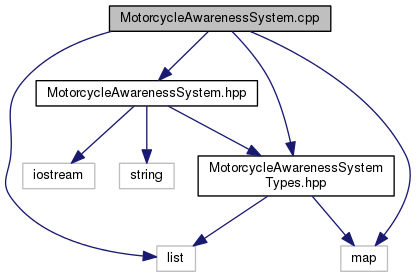 MotorcycleAwarenessSystem.cpp
MotorcycleAwarenessSystem.hpp
iostream
string
MotorcycleAwarenessSystem
Types.hpp
list
map